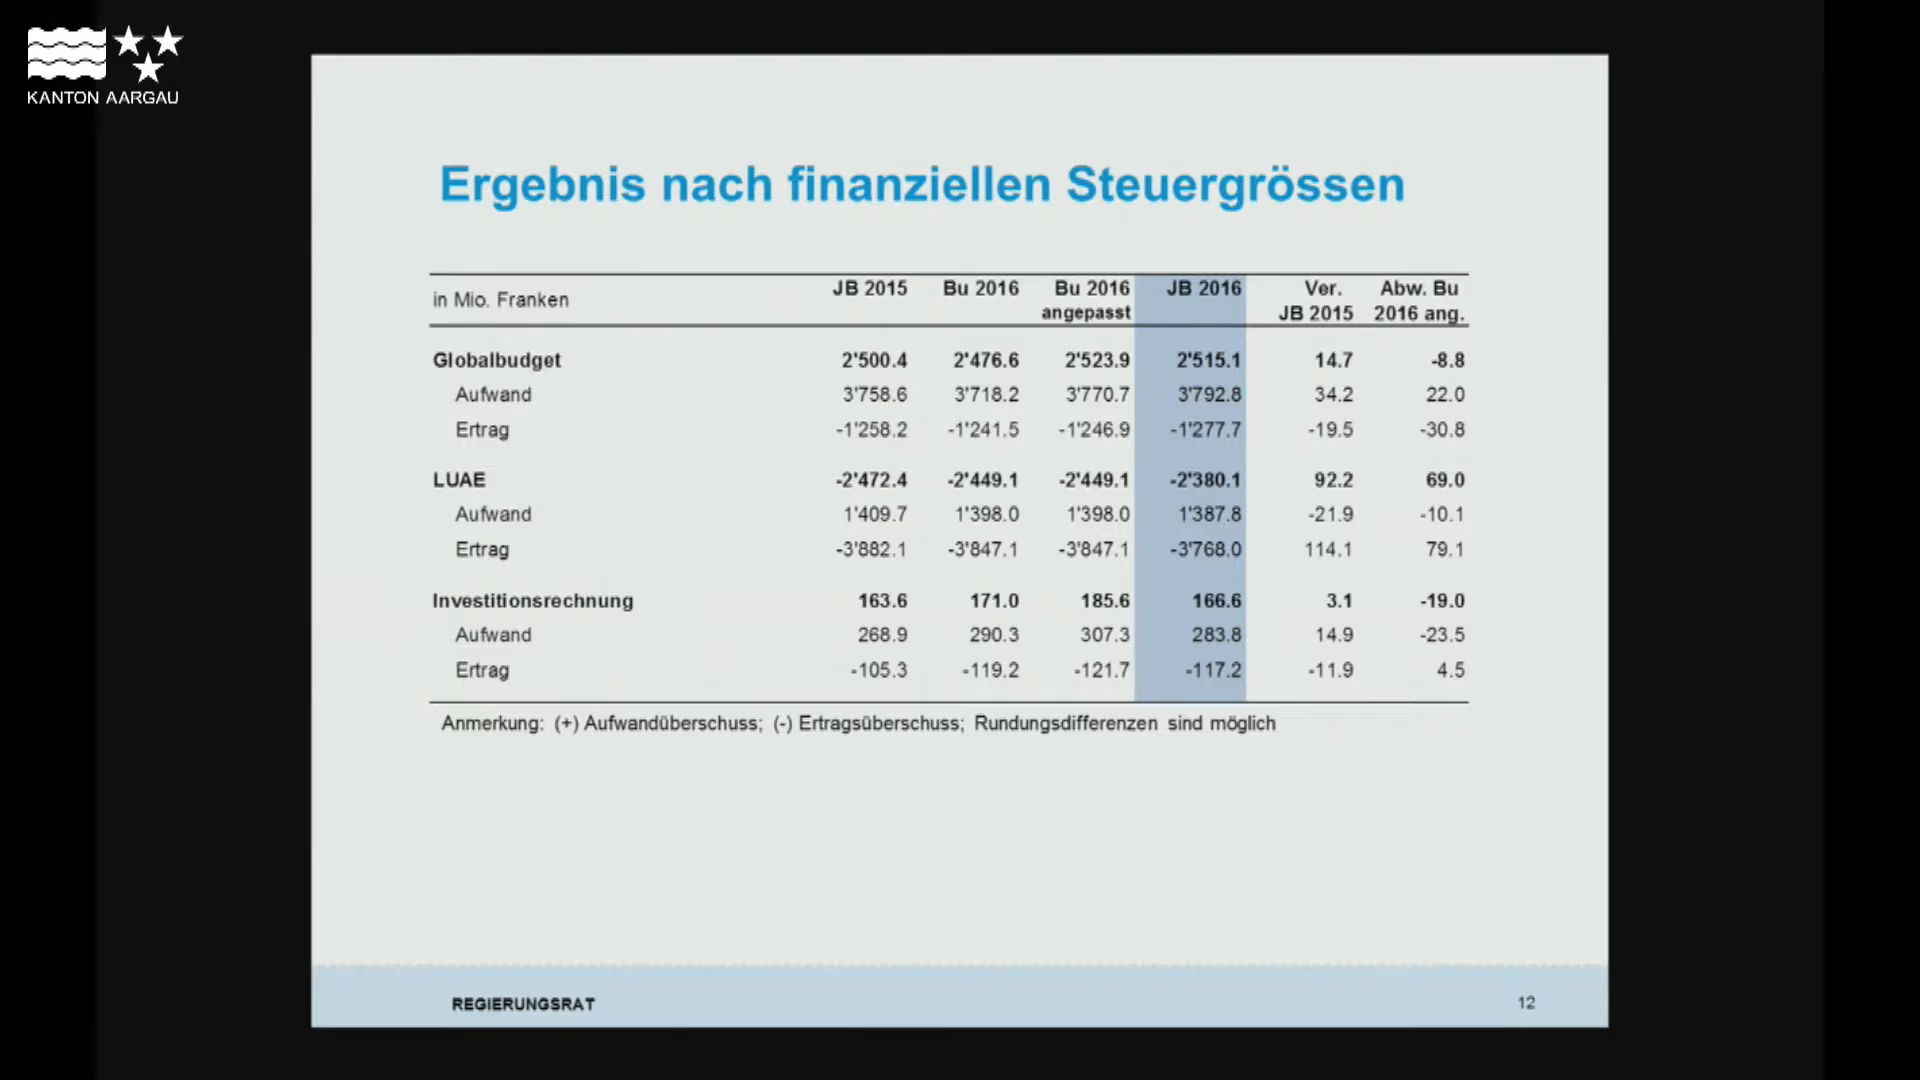 KANTON AARGAU
Ergebnis nach finanziellen Steuergrössen
in Mio. Franken JB 2015 Bu 2016 Bu 2016 angepasst JB 2016 Ver. JB 2015 Abw. Bu 2016 ang.
Globalbudget 2'500.4 2'476.6 2'523.9 2'515.1 14.7 -8.8
Aufwand 3'758.6 3'718.2 3'770.7 3'792.8 34.2 22.0
Ertrag -1'258.2 -1'241.5 -1'246.9 -1'277.7 -19.5 -30.8
LUAE -2'472.4 -2'449.1 -2'449.1 -2'380.1 92.2 69.0
Aufwand 1'409.7 1'398.0 1'398.0 1'387.8 -21.9 -10.1
Ertrag -3'882.1 -3'847.1 -3'847.1 -3'768.0 114.1 79.1
Investitionsrechnung 163.6 171.0 185.6 166.6 3.1 -19.0
Aufwand 268.9 290.3 307.3 283.8 14.9 -23.5
Ertrag -105.3 -119.2 -121.7 -117.2 -11.9 4.5
Anmerkung: (+) Aufwandüberschuss; (-) Ertragsüberschuss; Rundungsdifferenzen sind möglich
REGIERUNGSRAT 12